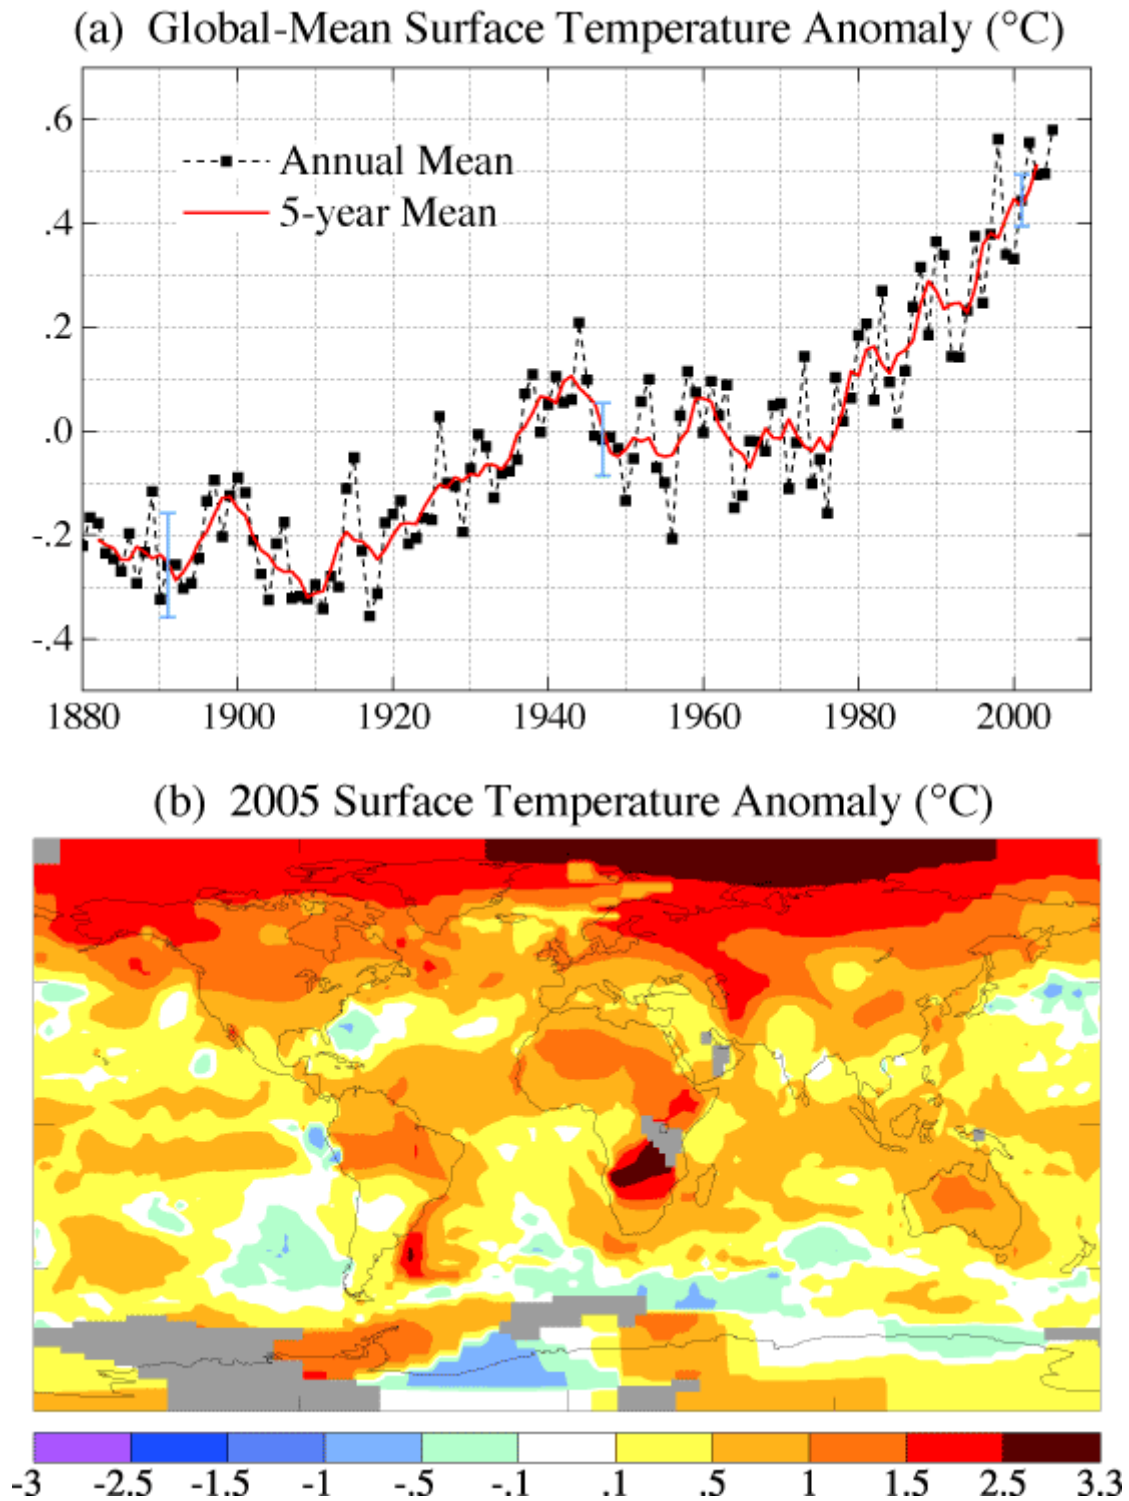 (a) Global-Mean Surface Temperature Anomaly (°C)
.6
Annual Mean
5-year Mean
.4
.2
.0
-.2
-.4
1880 1900 1920 1940 1960 1980 2000
(b) 2005 Surface Temperature Anomaly (°C)
-3 -2.5 -1.5 -1 -.5 -.1 .1 .5 1 1.5 2.5 3.3